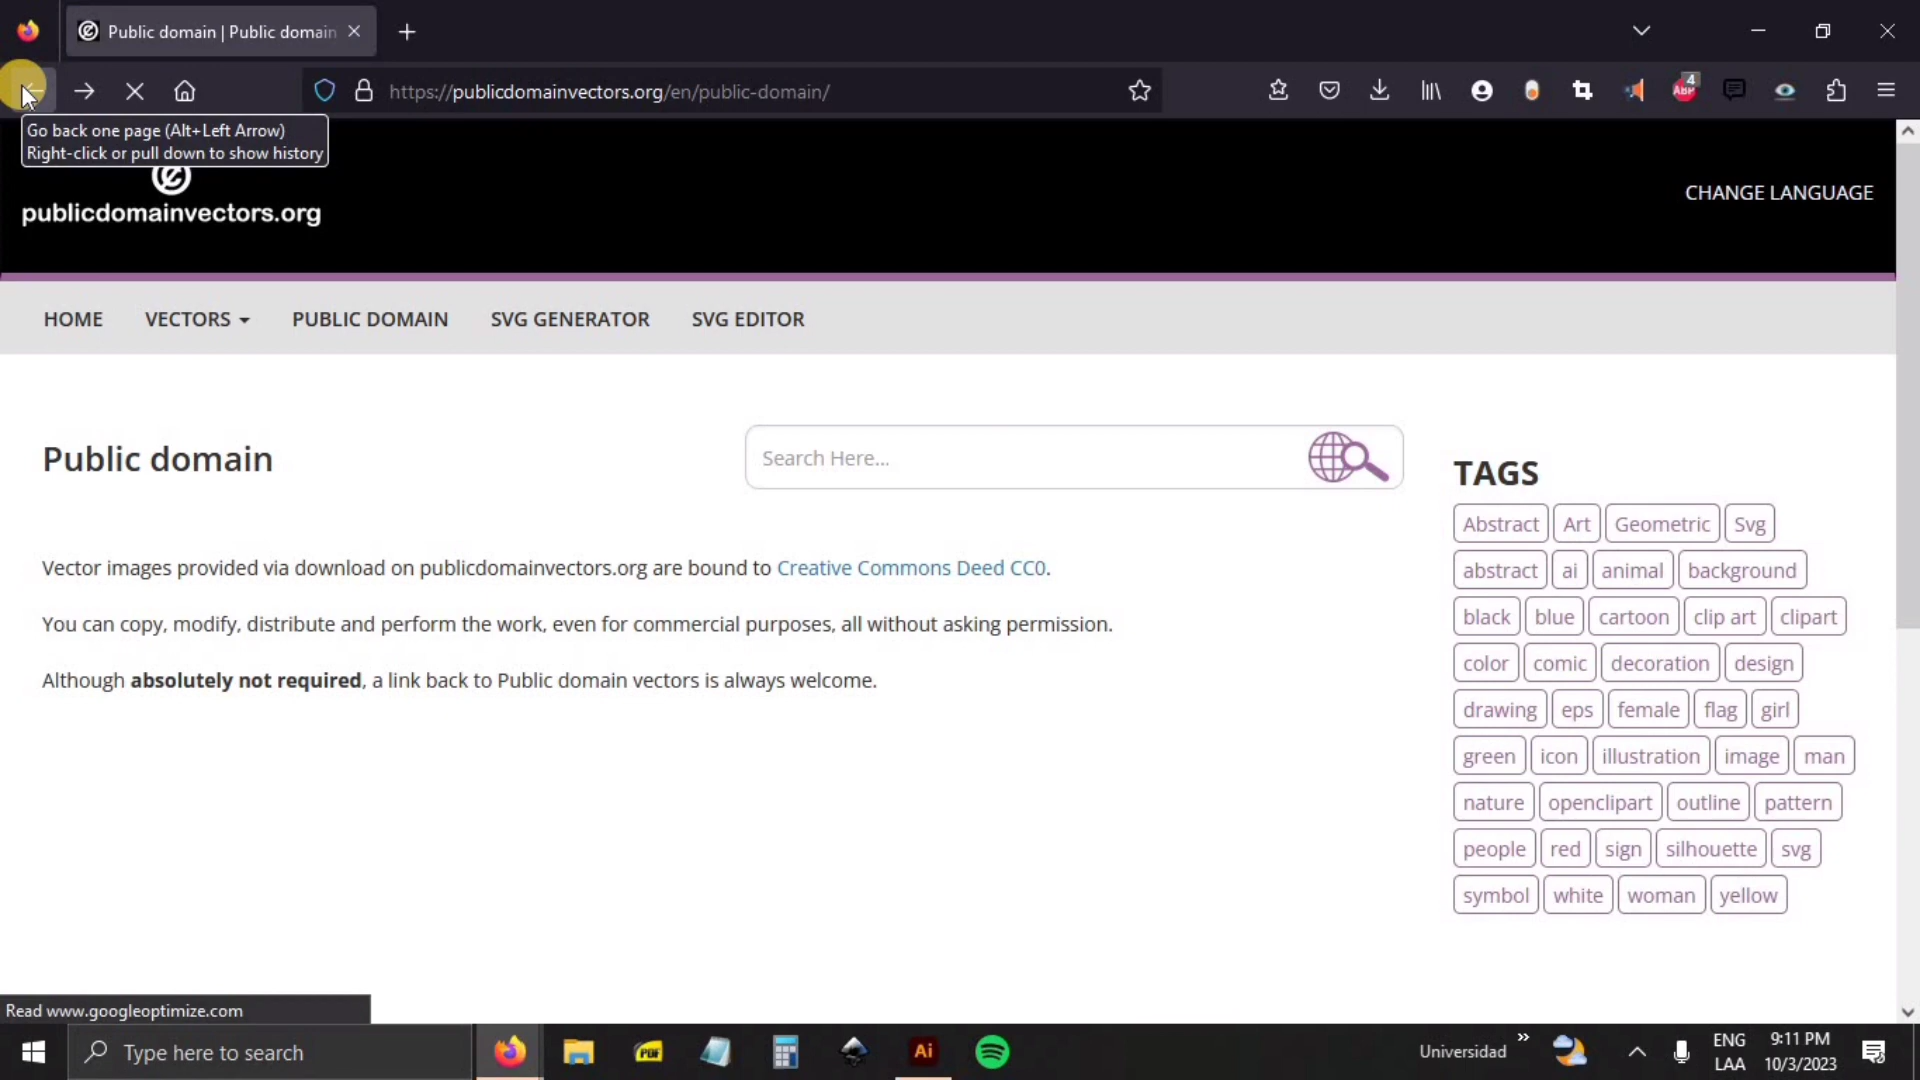 Public domain | Public domain
https://publicdomainvectors.org/en/public-domain/
4
ABP
Go back one page (Alt+Left Arrow)
Right-click or pull down to show history
publicdomainvectors.org
CHANGE LANGUAGE
HOME VECTORS PUBLIC DOMAIN SVG GENERATOR SVG EDITOR
Public domain
Search Here...
Vector images provided via download on publicdomainvectors.org are bound to Creative Commons Deed CC0.
You can copy, modify, distribute and perform the work, even for commercial purposes, all without asking permission.
Although absolutely not required, a link back to Public domain vectors is always welcome.
TAGS
Abstract Art Geometric Svg
abstract ai animal background
black blue cartoon clip art clipart
color comic decoration design
drawing eps female flag girl
green icon illustration image man
nature openclipart outline pattern
people red sign silhouette svg
symbol white woman yellow
Read www.googleoptimize.com
Type here to search
PDF
Ai
Universidad
ENG
LAA
9:11 PM
10/3/2023